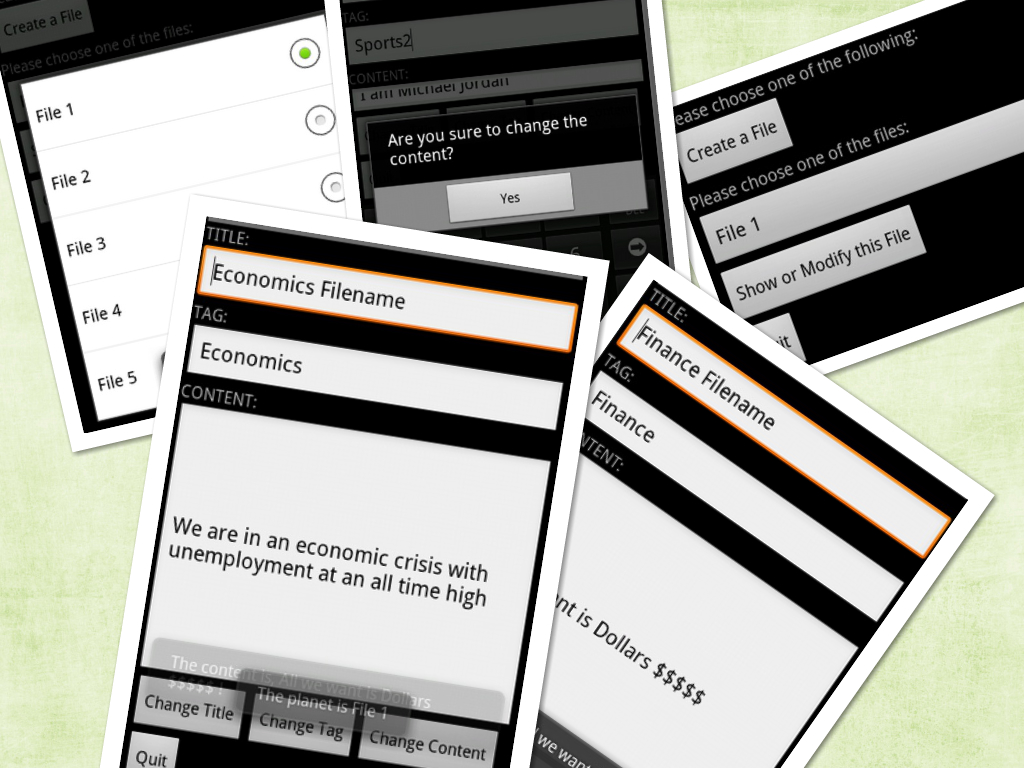 Create a File
Please choose one of the files:
File 1
File 2
File 3
File 4
File 5
TAG:
Sports2
CONTENT:
I am Michael Jordan
Are you sure to change the
content?
Yes
DEL
G
ease choose one of the following:
Create a File
Please choose one of the files:
File 1
Show or Modify this File
it
TITLE:
Economics Filename
TAG:
Economics
CONTENT:
We are in an economic crisis with
unemployment at an all time high
The content is, All we want is Dollars
$$$$$ !
The planet is File 1
Change Title
Change Tag
Change Content
Quit
TITLE:
Finance Filename
TAG:
Finance
NTENT:
nt is Dollars $$$$$
l we want